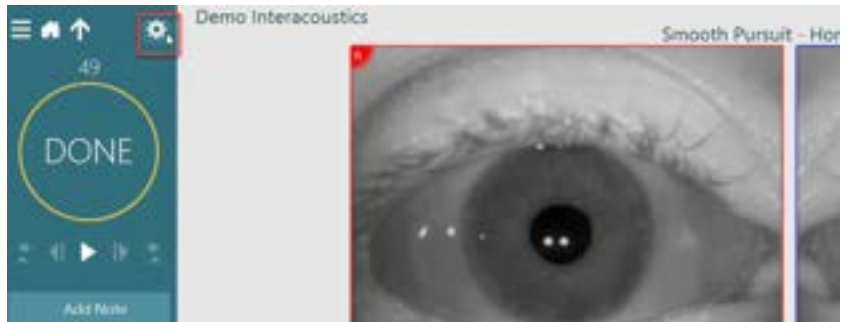 Demo Interacoustics
Smooth Pursuit - Hor
49
DONE
Add Note
R